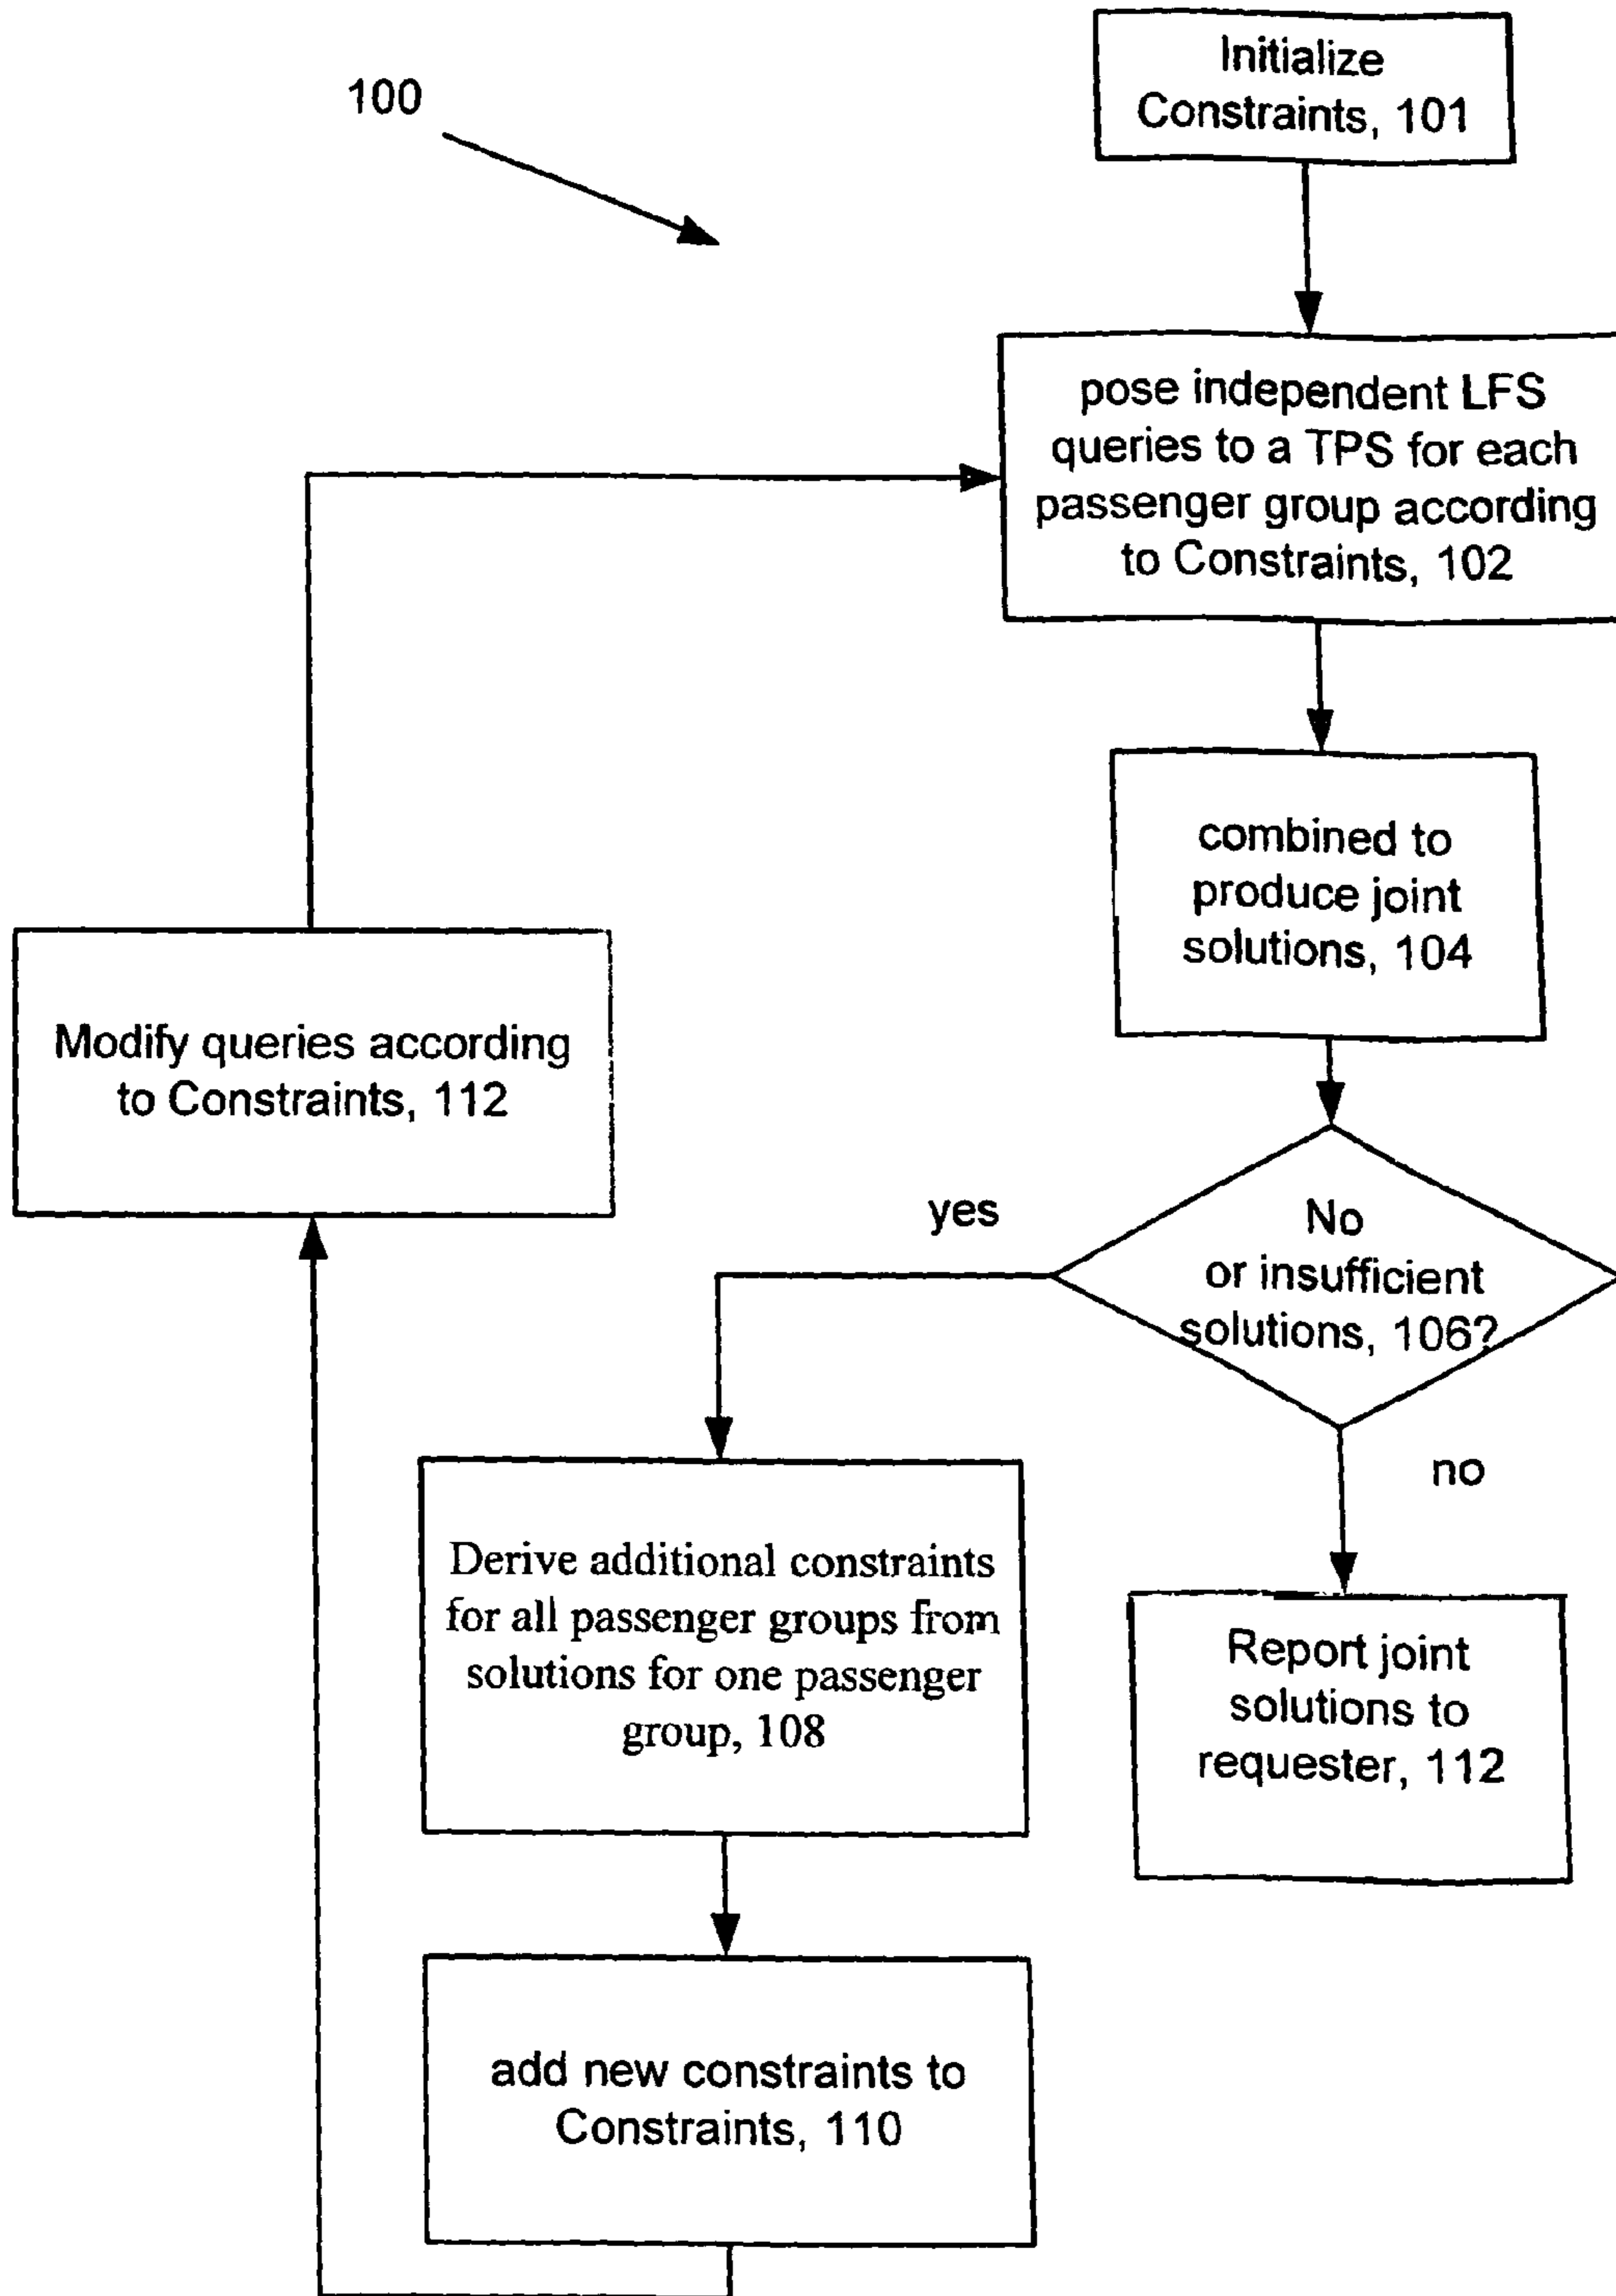 100
Initialize
Constraints, 101
pose independent LFS
queries to a TPS for each
passenger group according
to Constraints, 102
combined to
produce joint
solutions, 104
Modify queries according
to Constraints, 112
yes
No
or insufficient
solutions, 106?
no
Derive additional constraints
for all passenger groups from
solutions for one passenger
group, 108
Report joint
solutions to
requester, 112
add new constraints to
Constraints, 110